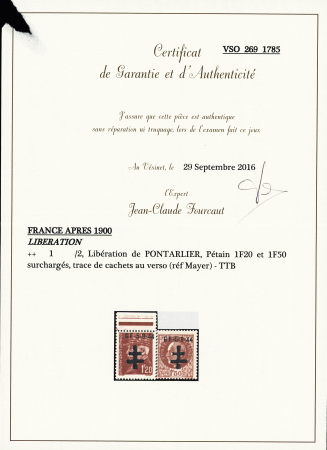 Certificat VSO 269 1785
de Garantie et d'Authenticité
J'assure que cette pièce est authentique
sans réparation ni truquage, lors de l'examen fait ce jour
Au Vésinet, le 29 Septembre 2016
l'Expert
Jean-Claude Fourcaut
FRANCE APRES 1900
LIBERATION
++ 1 /2, Libération de PONTARLIER, Pétain 1F20 et 1F50
surchargés, trace de cachets au verso (réf Mayer) - TTB
1.20